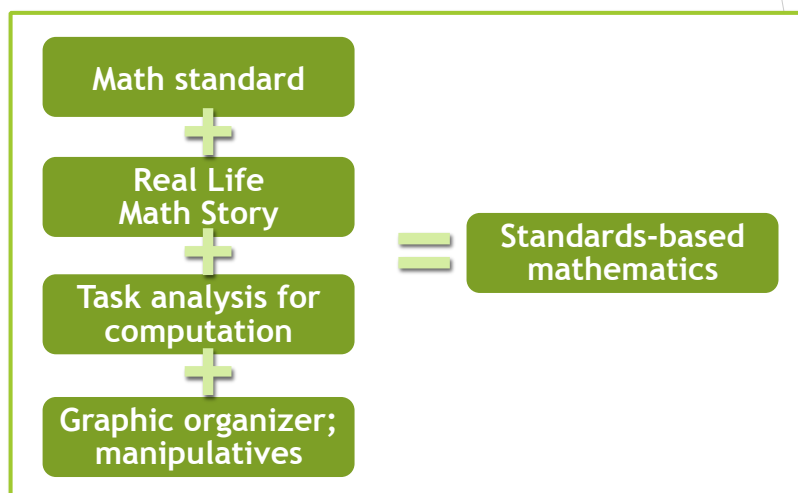 Math standard
+
Real Life
Math Story
+
Task analysis for
computation
+
Graphic organizer;
manipulatives
=
Standards-based
mathematics